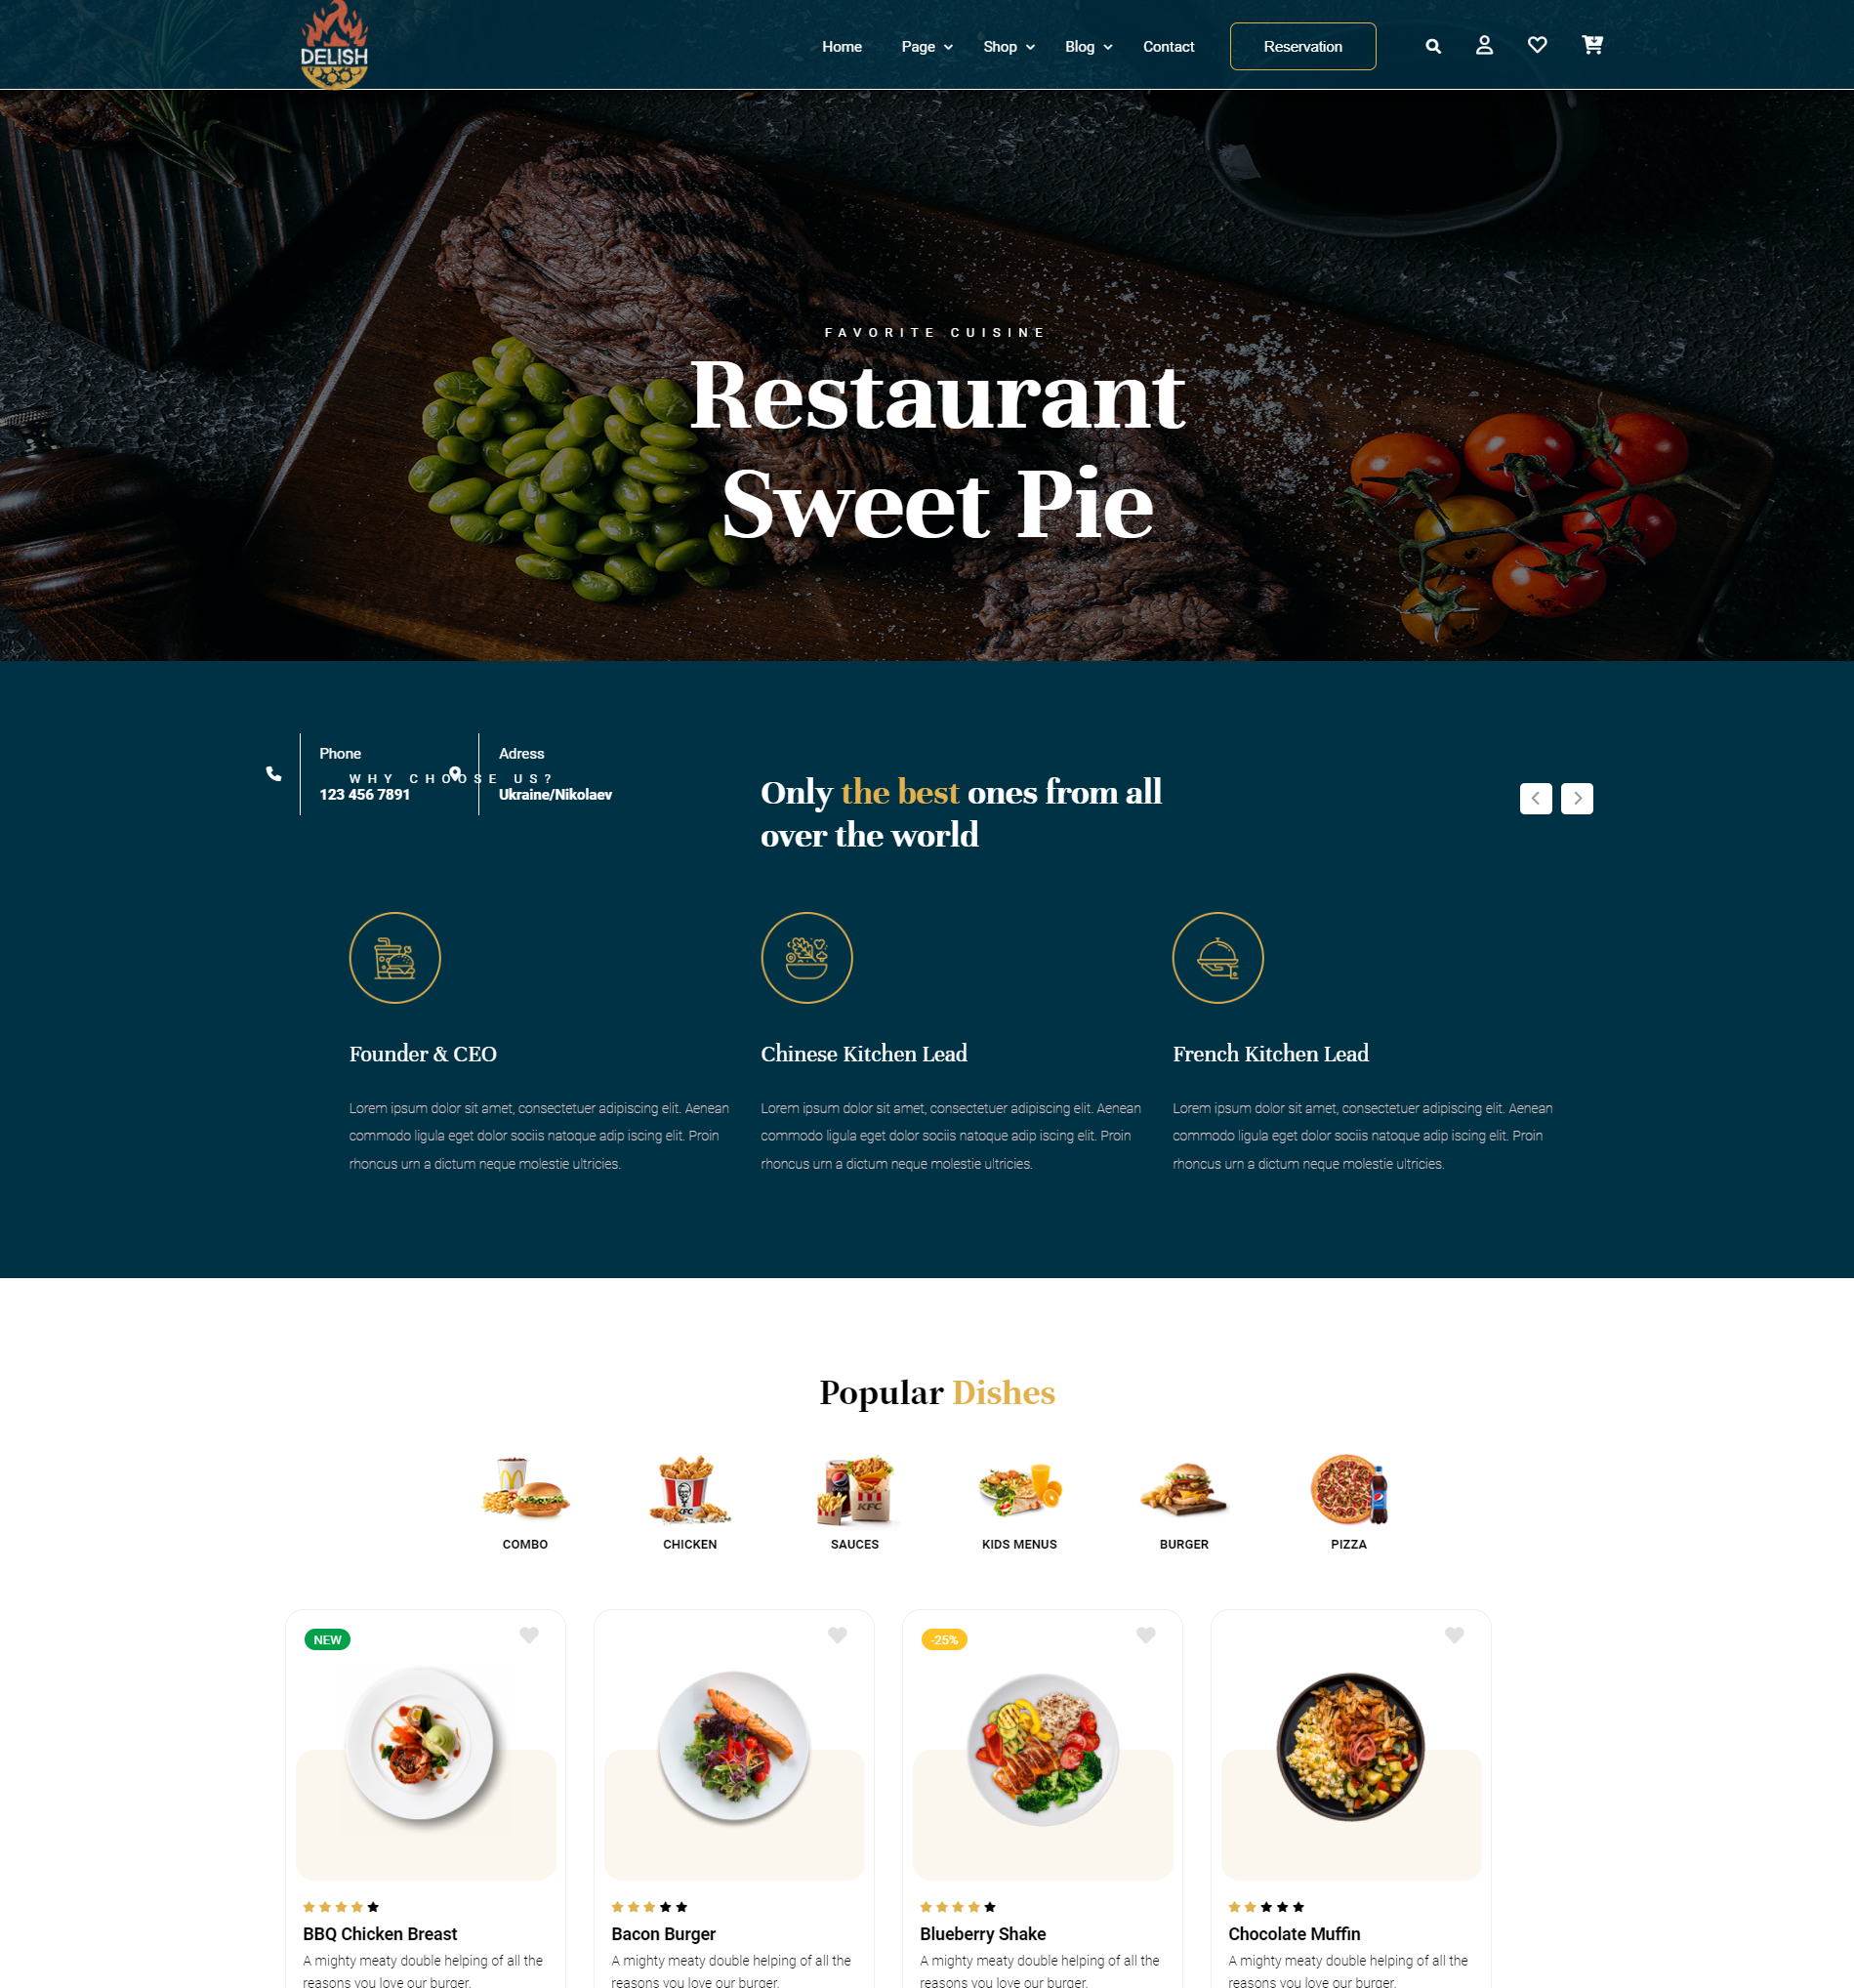 DELISH
Home
Page
Shop
Blog
Contact
Reservation
FAVORITE CUISINE
Restaurant
Sweet Pie
Phone
123 456 7891
Adress
Ukraine/Nikolaev
WHY CHOOSE US?
Only the best ones from all
over the world
Founder & CEO
Lorem ipsum dolor sit amet, consectetuer adipiscing elit. Aenean
commodo ligula eget dolor sociis natoque adip iscing elit. Proin
rhoncus urn a dictum neque molestie ultricies.
Chinese Kitchen Lead
Lorem ipsum dolor sit amet, consectetuer adipiscing elit. Aenean
commodo ligula eget dolor sociis natoque adip iscing elit. Proin
rhoncus urn a dictum neque molestie ultricies.
French Kitchen Lead
Lorem ipsum dolor sit amet, consectetuer adipiscing elit. Aenean
commodo ligula eget dolor sociis natoque adip iscing elit. Proin
rhoncus urn a dictum neque molestie ultricies.
Popular Dishes
KFC
KFC
COMBO
CHICKEN
SAUCES
KIDS MENUS
BURGER
PIZZA
NEW
BBQ Chicken Breast
A mighty meaty double helping of all the
reasons you love our burger.
Bacon Burger
A mighty meaty double helping of all the
reasons you love our burger.
-25%
Blueberry Shake
A mighty meaty double helping of all the
reasons you love our burger.
Chocolate Muffin
A mighty meaty double helping of all the
reasons you love our burger.